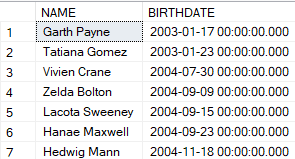 NAME BIRTHDATE
1 Garth Payne 2003-01-17 00:00:00.000
2 Tatiana Gomez 2003-01-23 00:00:00.000
3 Vivien Crane 2004-07-30 00:00:00.000
4 Zelda Bolton 2004-09-09 00:00:00.000
5 Lacota Sweeney 2004-09-15 00:00:00.000
6 Hanae Maxwell 2004-09-23 00:00:00.000
7 Hedwig Mann 2004-11-18 00:00:00.000